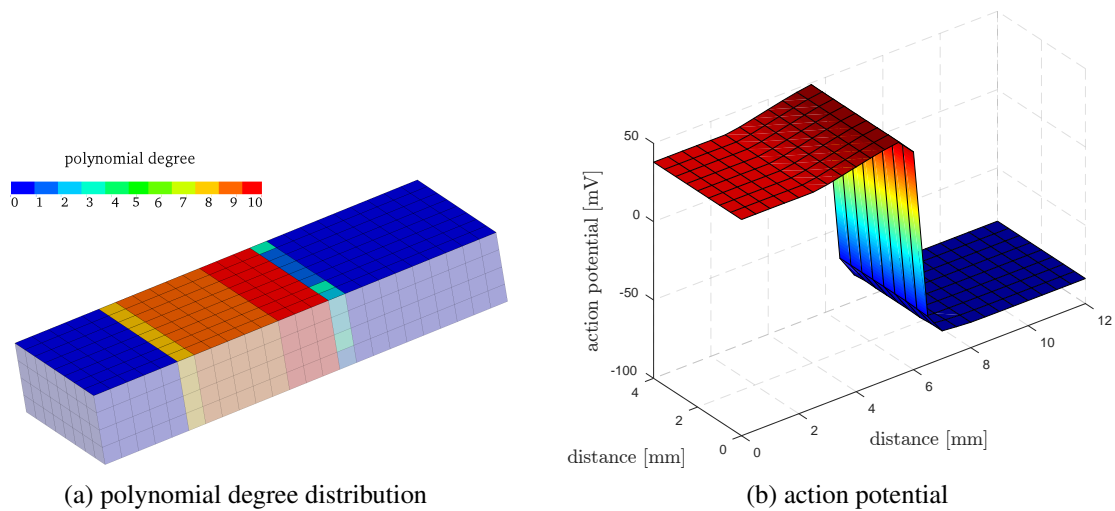 polynomial degree
0 1 2 3 4 5 6 7 8 9 10
(a) polynomial degree distribution
action potential [mV]
50
0
-50
-100
4
2
0
distance [mm]
0
2
4
6
8
10
12
distance [mm]
(b) action potential